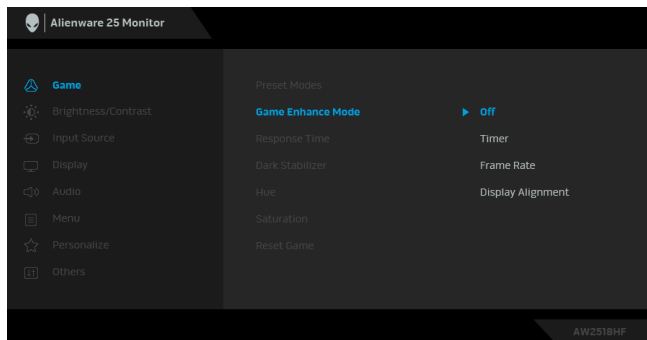 Alienware 25 Monitor
Game
Brightness/Contrast
Input Source
Display
Audio
Menu
Personalize
Others
Preset Modes
Game Enhance Mode
Response Time
Dark Stabilizer
Hue
Saturation
Reset Game
Off
Timer
Frame Rate
Display Alignment
AW2518HF